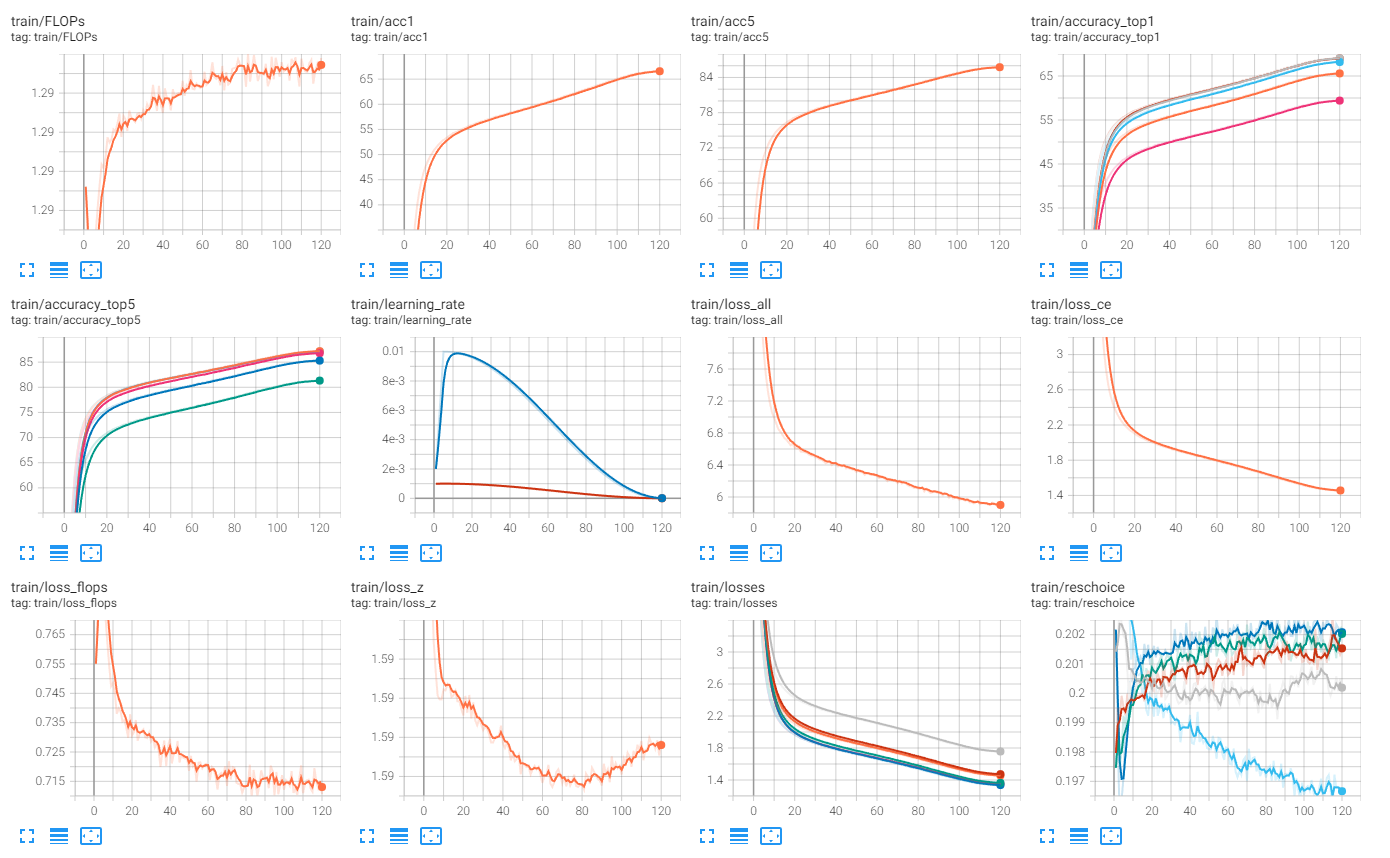 train/FLOPs
tag: train/FLOPs
1.29
1.29
1.29
1.29
0 20 40 60 80 100 120
train/acc1
tag: train/acc1
65
60
55
50
45
40
0 20 40 60 80 100 120
train/acc5
tag: train/acc5
84
78
72
66
60
0 20 40 60 80 100 120
train/accuracy_top1
tag: train/accuracy_top1
65
55
45
35
0 20 40 60 80 100 120
train/accuracy_top5
tag: train/accuracy_top5
85
80
75
70
65
60
0 20 40 60 80 100 120
train/learning_rate
tag: train/learning_rate
0.01
8e-3
6e-3
4e-3
2e-3
0
0 20 40 60 80 100 120
train/loss_all
tag: train/loss_all
7.6
7.2
6.8
6.4
6
0 20 40 60 80 100 120
train/loss_ce
tag: train/loss_ce
3
2.6
2.2
1.8
1.4
0 20 40 60 80 100 120
train/loss_flops
tag: train/loss_flops
0.765
0.755
0.745
0.735
0.725
0.715
0 20 40 60 80 100 120
train/loss_z
tag: train/loss_z
1.59
1.59
1.59
1.59
0 20 40 60 80 100 120
train/losses
tag: train/losses
3
2.6
2.2
1.8
1.4
0 20 40 60 80 100 120
train/reschoice
tag: train/reschoice
0.202
0.201
0.2
0.199
0.198
0.197
0 20 40 60 80 100 120